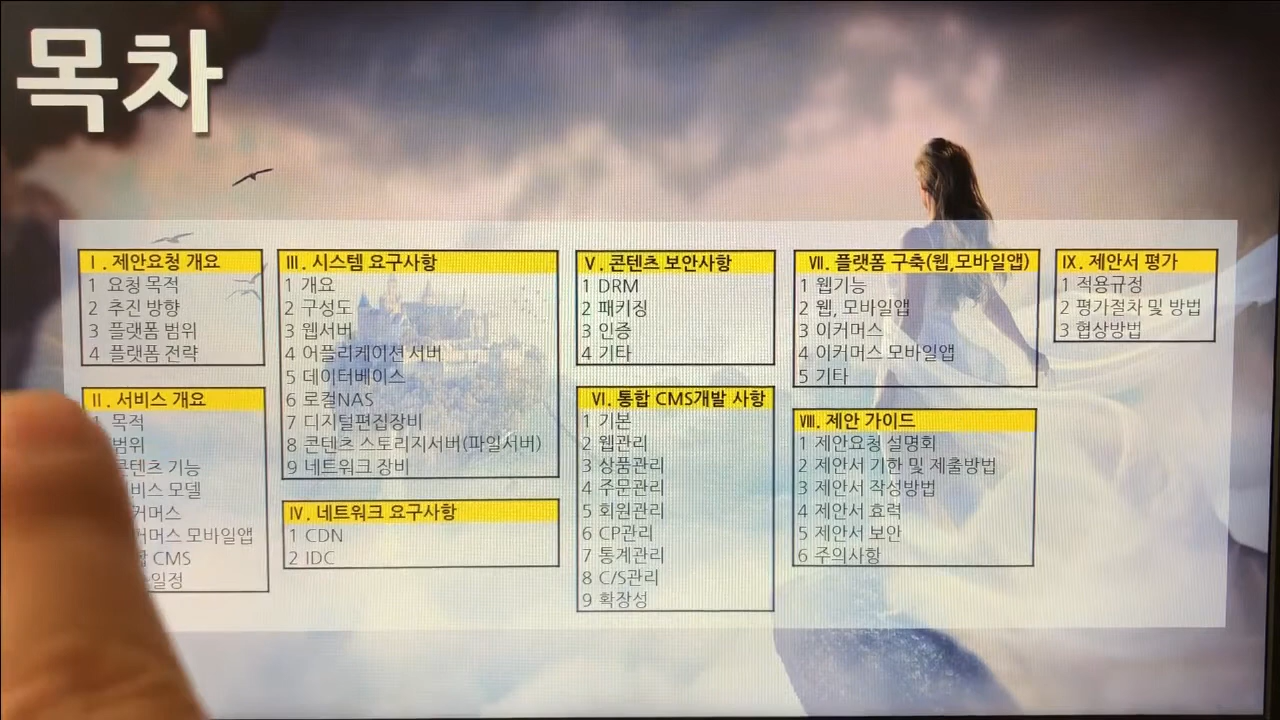 목차
Ⅰ. 제안요청 개요
1 요청 목적
2 추진 방향
3 플랫폼 범위
4 플랫폼 전략
Ⅱ. 서비스 개요
1 목적
범위
콘텐츠 기능
모델
모바일앱
CMS
일정
Ⅲ. 시스템 요구사항
1 개요
2 구성도
3 웹서버
4 어플리케이션 서버
5 데이터베이스
6 로컬NAS
7 디지털편집장비
8 콘텐츠 스토리지서버(파일서버)
9 네트워크 장비
Ⅳ. 네트워크 요구사항
1 CDN
2 IDC
Ⅴ. 콘텐츠 보안사항
1 DRM
2 패키징
3 인증
4 기타
Ⅵ. 통합 CMS개발 사항
1 기본
2 웹관리
3 상품관리
4 주문관리
5 회원관리
6 CP관리
7 통계관리
8 C/S관리
9 확장성
Ⅶ. 플랫폼 구축(웹,모바일앱)
1 웹기능
2 웹, 모바일앱
3 이커머스
4 이커머스 모바일앱
5 기타
Ⅷ. 제안 가이드
1 제안요청 설명회
2 제안서 기한 및 제출방법
3 제안서 작성방법
4 제안서 효력
5 제안서 보안
6 주의사항
Ⅸ. 제안서 평가
1 적용규정
2 평가절차 및 방법
3 협상방법